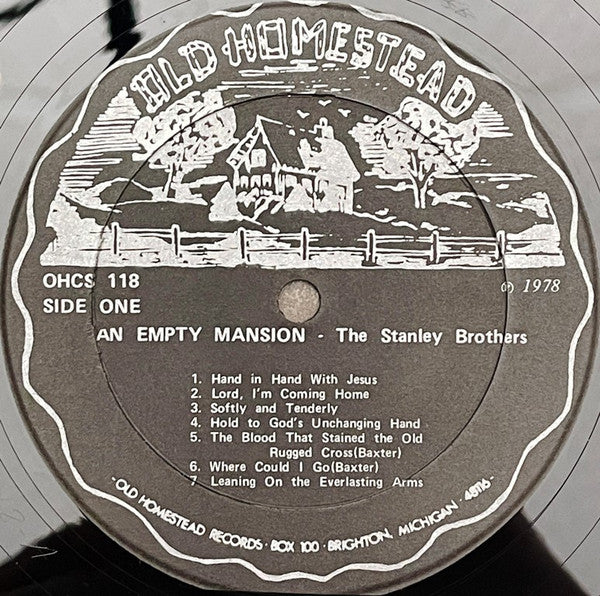 OLD HOMESTEAD
OHCS 118
SIDE ONE
℗ 1978
AN EMPTY MANSION - The Stanley Brothers
1. Hand in Hand With Jesus
2. Lord, I'm Coming Home
3. Softly and Tenderly
4. Hold to God's Unchanging Hand
5. The Blood That Stained the Old
Rugged Cross(Baxter)
6. Where Could I Go(Baxter)
7 Leaning On the Everlasting Arms
-OLD HOMESTEAD RECORDS · BOX 100 · BRIGHTON, MICHIGAN · 48116-